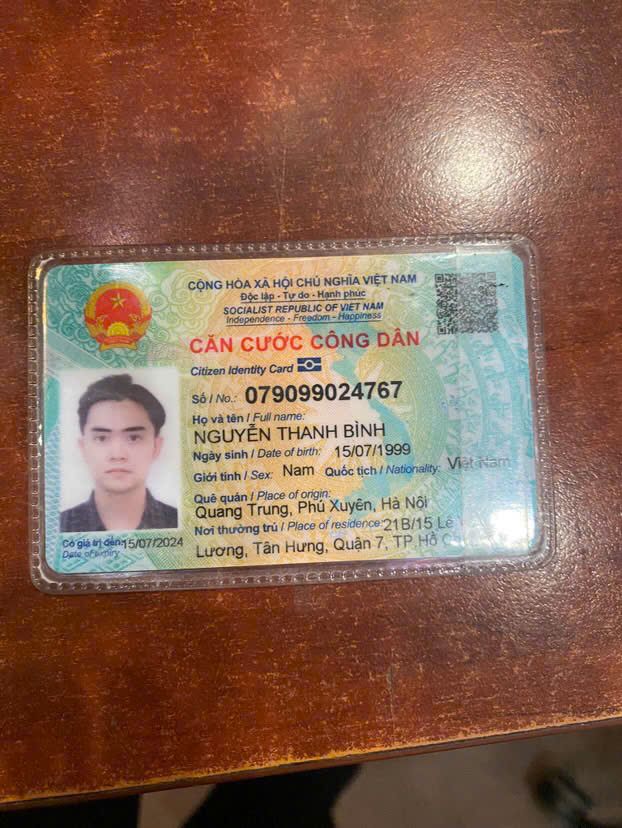 CỘNG HÒA XÃ HỘI CHỦ NGHĨA VIỆT NAM
Độc lập - Tự do - Hạnh phúc
SOCIALIST REPUBLIC OF VIET NAM
Independence - Freedom - Happiness
CĂN CƯỚC CÔNG DÂN
Citizen Identity Card
Số / No.: 079099024767
Họ và tên / Full name:
NGUYỄN THANH BÌNH
Ngày sinh / Date of birth: 15/07/1999
Giới tính / Sex: Nam Quốc tịch / Nationality: Việt Nam
Quê quán / Place of origin:
Quang Trung, Phú Xuyên, Hà Nội
Nơi thường trú / Place of residence: 21B/15 Lê
Lương, Tân Hưng, Quận 7, TP. Hồ
Có giá trị đến: 15/07/2024
Date of expiry